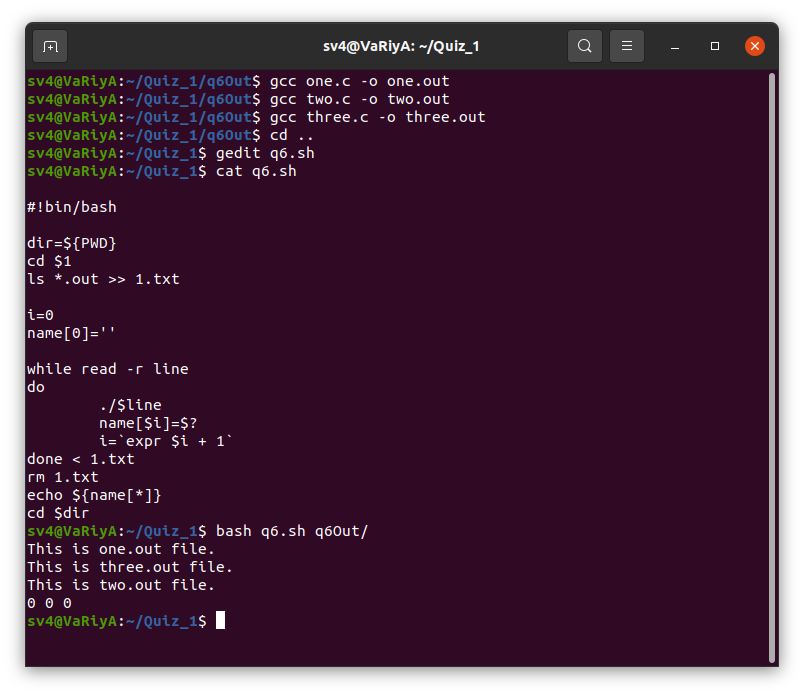 sv4@VaRiyA: ~/Quiz_1
sv4@VaRiyA:~/Quiz_1/q6Out$ gcc one.c -o one.out
sv4@VaRiyA:~/Quiz_1/q6Out$ gcc two.c -o two.out
sv4@VaRiyA:~/Quiz_1/q6Out$ gcc three.c -o three.out
sv4@VaRiyA:~/Quiz_1/q6Out$ cd ..
sv4@VaRiyA:~/Quiz_1$ gedit q6.sh
sv4@VaRiyA:~/Quiz_1$ cat q6.sh

#!bin/bash

dir=${PWD}
cd $1
ls *.out >> 1.txt

i=0
name[0]=''

while read -r line
do
        ./$line
        name[$i]=$?
        i=`expr $i + 1`
done < 1.txt
rm 1.txt
echo ${name[*]}
cd $dir
sv4@VaRiyA:~/Quiz_1$ bash q6.sh q6Out/
This is one.out file.
This is three.out file.
This is two.out file.
0 0 0
sv4@VaRiyA:~/Quiz_1$